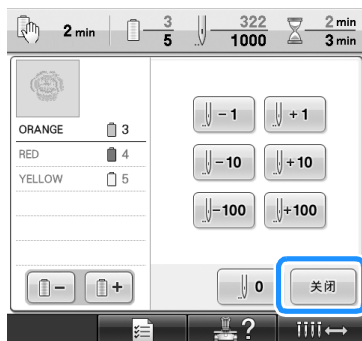 2 min 3 5 322 1000 2 min 3 min
ORANGE 3
RED 4
YELLOW 5
-1 +1
-10 +10
-100 +100
- + 0 关闭
?